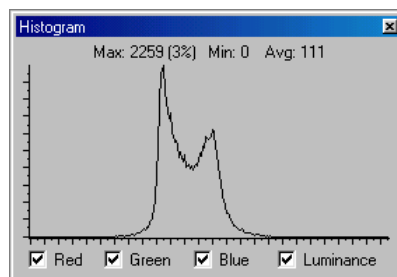 Histogram
Max: 2259 (3%) Min: 0 Avg: 111
Red Green Blue Luminance